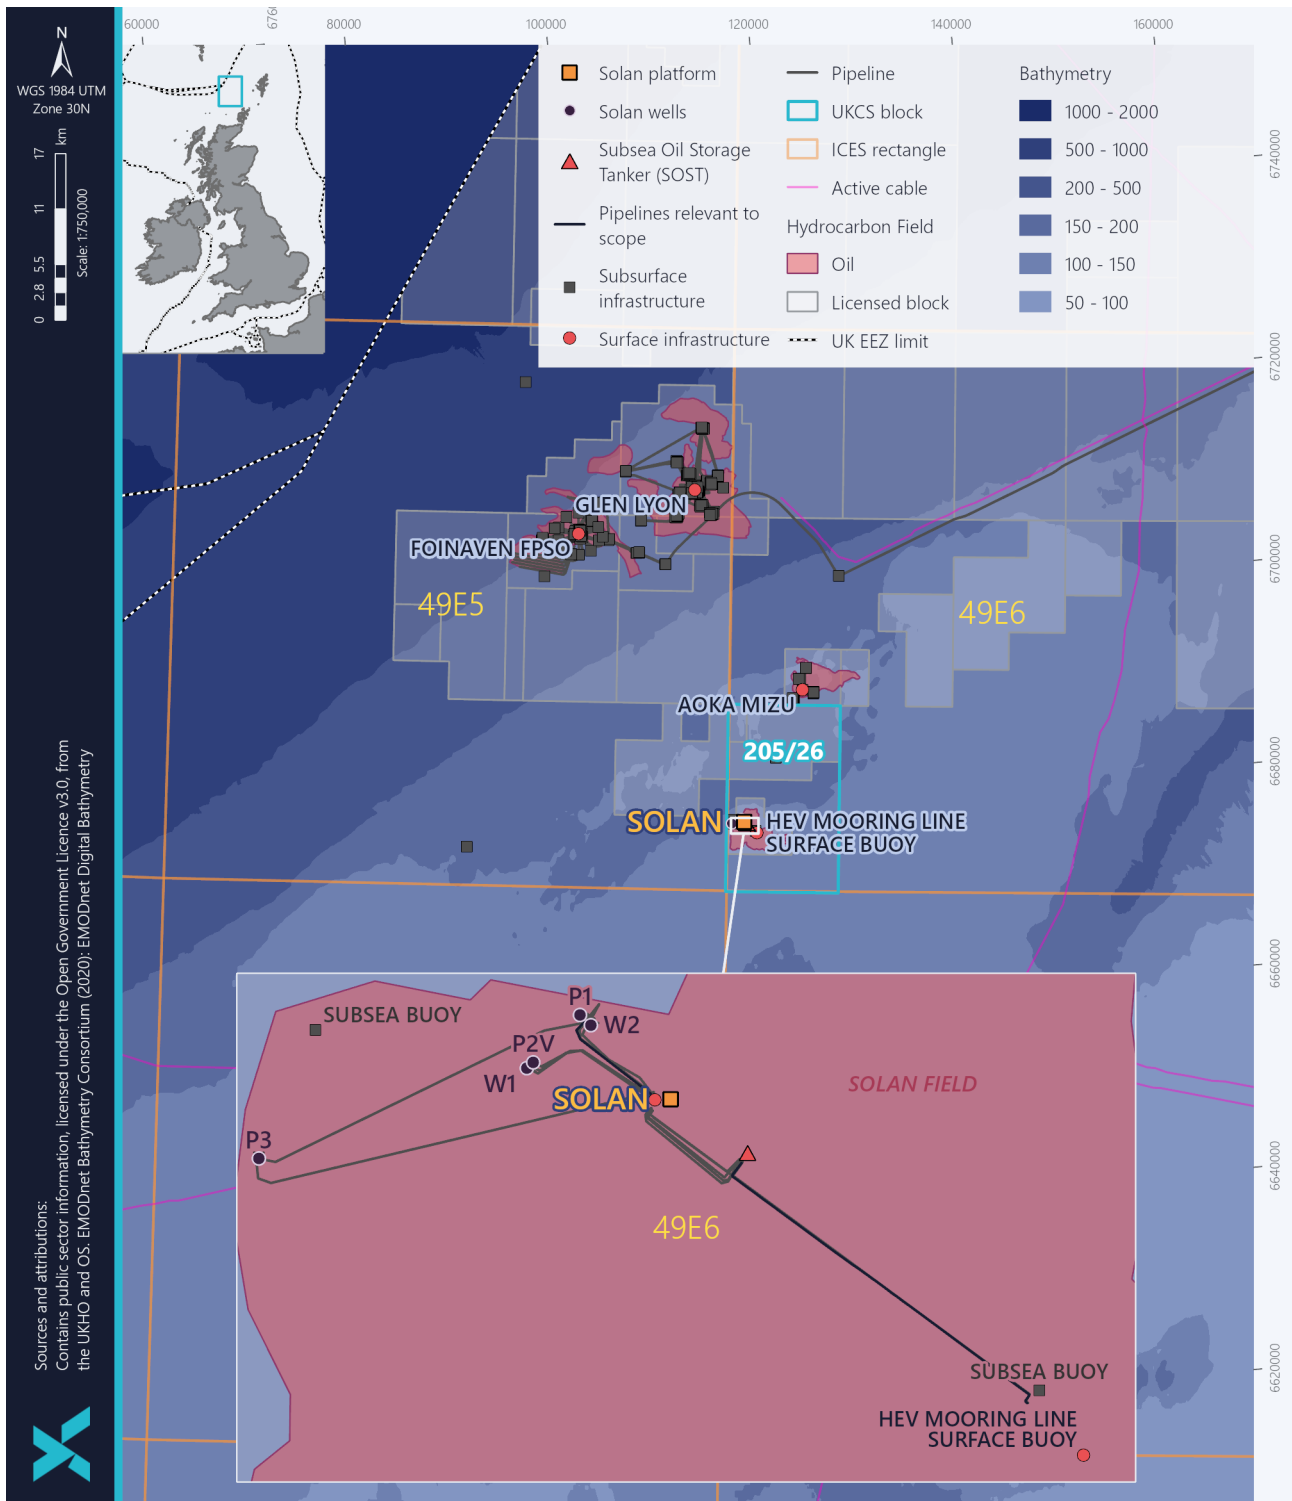 60000
6760
80000
100000
120000
140000
160000
N
WGS 1984 UTM
Zone 30N
km
17
11
5.5
2.8
0
Scale: 1:750,000
Solan platform
Solan wells
Subsea Oil Storage
Tanker (SOST)
Pipelines relevant to
scope
Subsurface
infrastructure
Surface infrastructure
Pipeline
UKCS block
ICES rectangle
Active cable
Hydrocarbon Field
Oil
Licensed block
UK EEZ limit
Bathymetry
1000 - 2000
500 - 1000
200 - 500
150 - 200
100 - 150
50 - 100
6740000
6720000
6700000
6680000
6660000
6640000
6620000
GLEN LYON
FOINAVEN FPSO
49E5
49E6
AOKA MIZU
205/26
SOLAN
HEV MOORING LINE
SURFACE BUOY
P1
SUBSEA BUOY
W2
P2V
W1
SOLAN
SOLAN FIELD
P3
49E6
SUBSEA BUOY
HEV MOORING LINE
SURFACE BUOY
Sources and attributions:
Contains public sector information, licensed under the Open Government Licence v3.0, from
the UKHO and OS. EMODnet Bathymetry Consortium (2020): EMODnet Digital Bathymetry